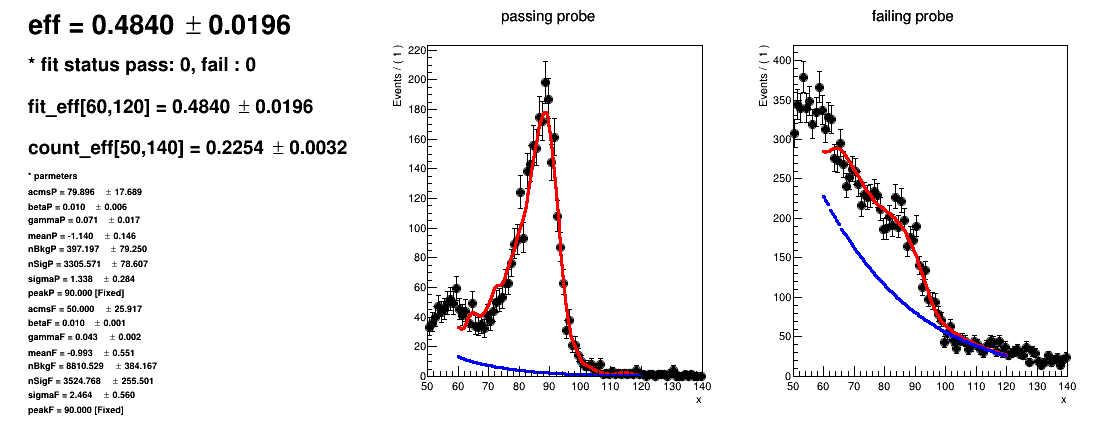 eff = 0.4840 ± 0.0196
* fit status pass: 0, fail : 0
fit_eff[60,120] = 0.4840 ± 0.0196
count_eff[50,140] = 0.2254 ± 0.0032
* parmeters
acmsP = 79.896 ± 17.689
betaP = 0.010 ± 0.006
gammaP = 0.071 ± 0.017
meanP = -1.140 ± 0.146
nBkgP = 397.197 ± 79.250
nSigP = 3305.571 ± 78.607
sigmaP = 1.338 ± 0.284
peakP = 90.000 [Fixed]
acmsF = 50.000 ± 25.917
betaF = 0.010 ± 0.001
gammaF = 0.043 ± 0.002
meanF = -0.993 ± 0.551
nBkgF = 8810.529 ± 384.167
nSigF = 3524.768 ± 255.501
sigmaF = 2.464 ± 0.560
peakF = 90.000 [Fixed]
passing probe
Events / ( 1 )
220
200
180
160
140
120
100
80
60
40
20
0
50 60 70 80 90 100 110 120 130 140
x
failing probe
Events / ( 1 )
400
350
300
250
200
150
100
50
0
50 60 70 80 90 100 110 120 130 140
x